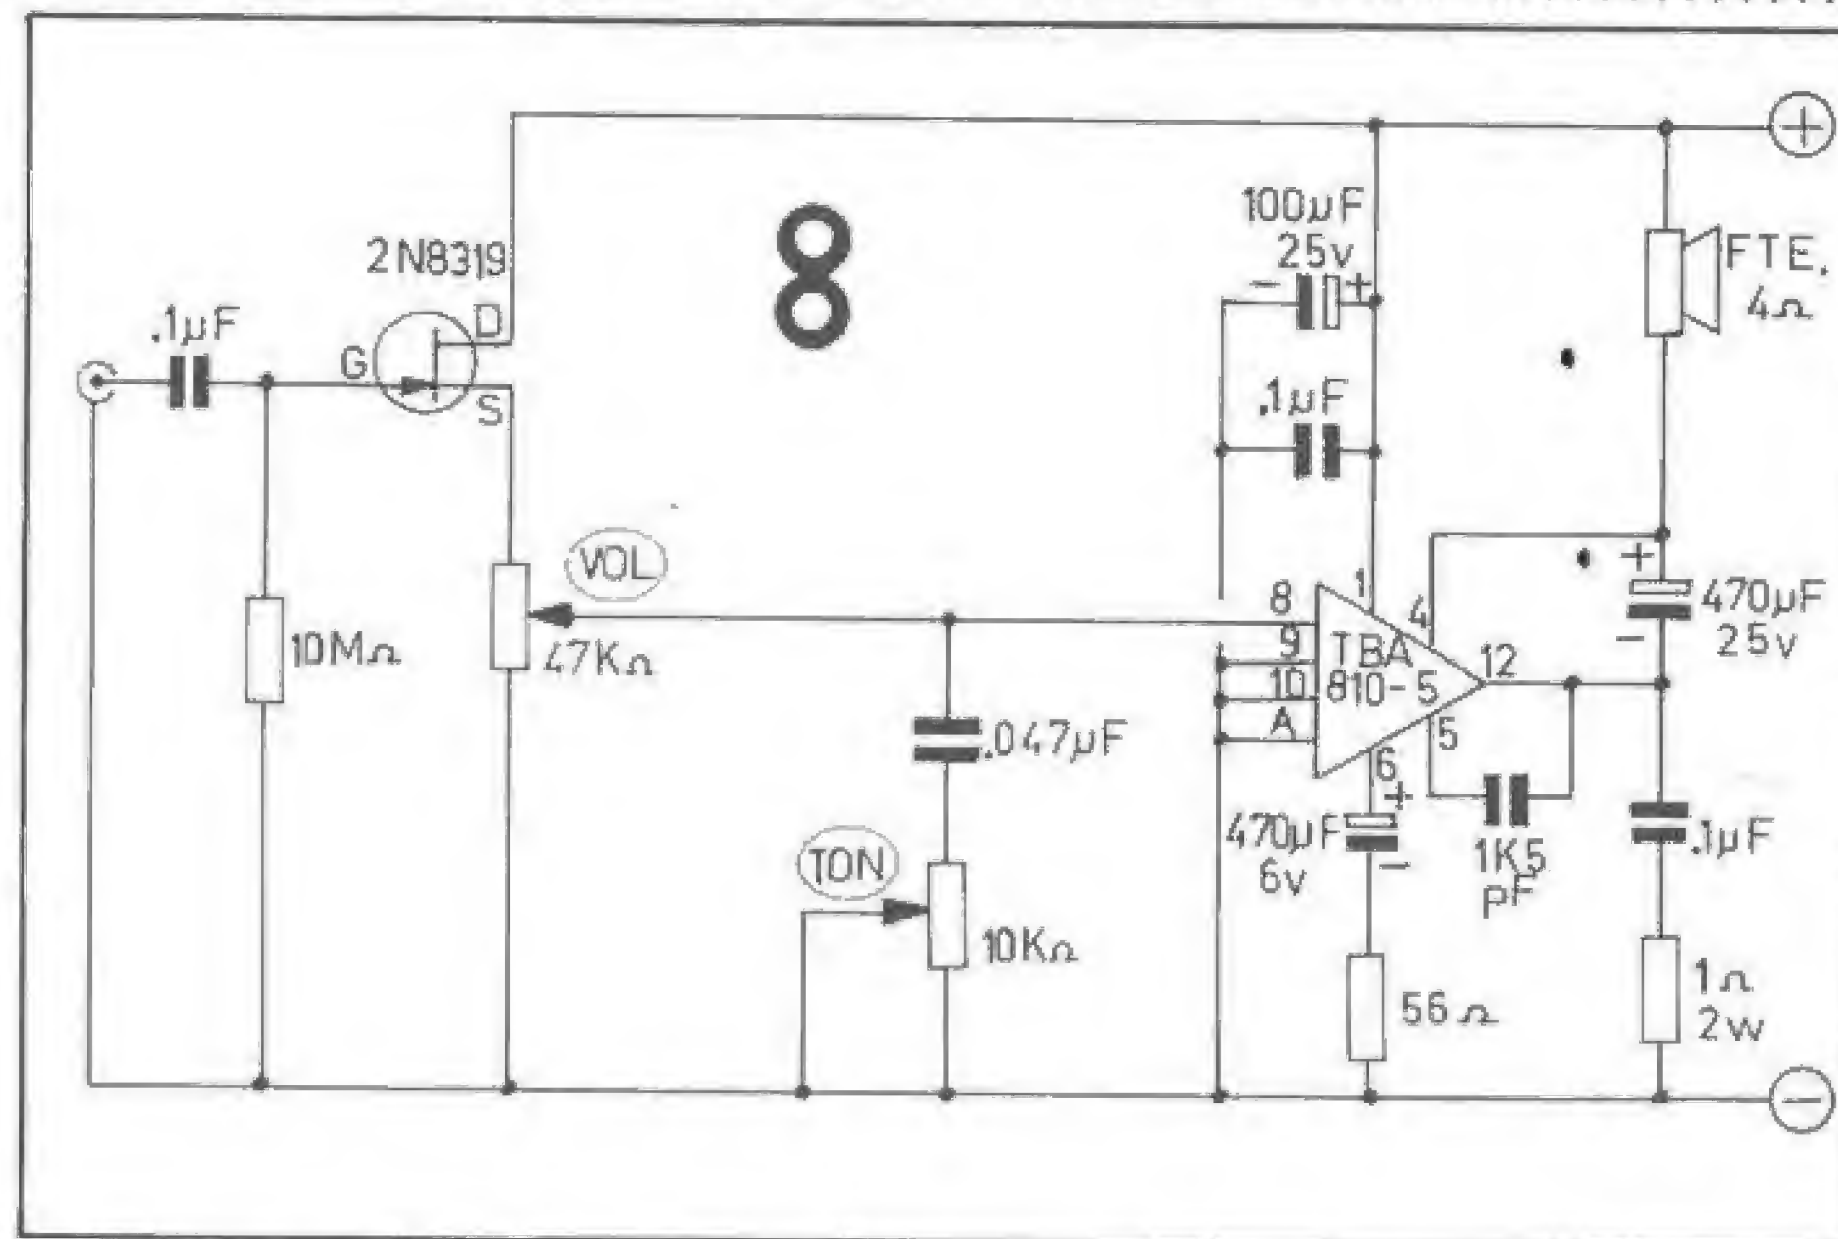 8
2N8319
D
G
S
.1µF
10MΩ
VOL
47KΩ
TON
.047µF
10KΩ
100µF
25v
- +
.1µF
8
9
10
A
1
4
TBA
810-5
12
5
6
+
470µF
6v
-
1K5
pF
56Ω
+
FTE.
4Ω
+
470µF
25v
-
.1µF
1Ω
2w
-